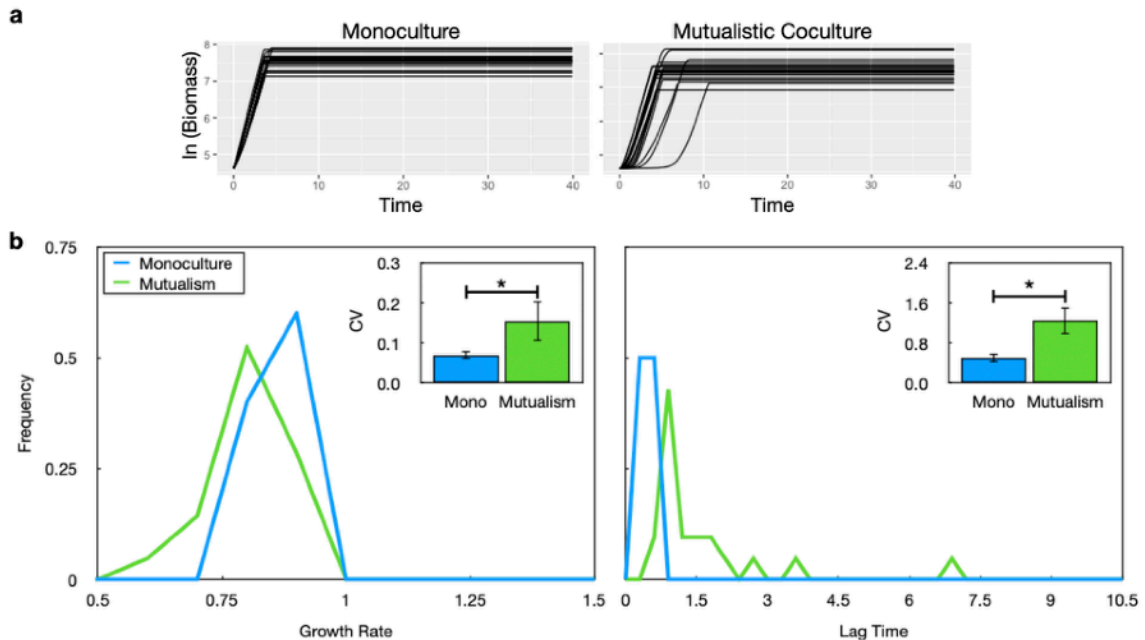 a
Monoculture
Mutualistic Coculture
ln (Biomass)
8
7
6
5
0 10 20 30 40
0 10 20 30 40
Time
Time
b
Monoculture
Mutualism
Frequency
0.75
0.5
0.25
0
0.5 0.75 1 1.25 1.5
Growth Rate
CV
0.3
0.2
0.1
0.0
*
Mono Mutualism
CV
2.4
1.6
0.8
0.0
*
Mono Mutualism
0 1.5 3 4.5 6 7.5 9 10.5
Lag Time